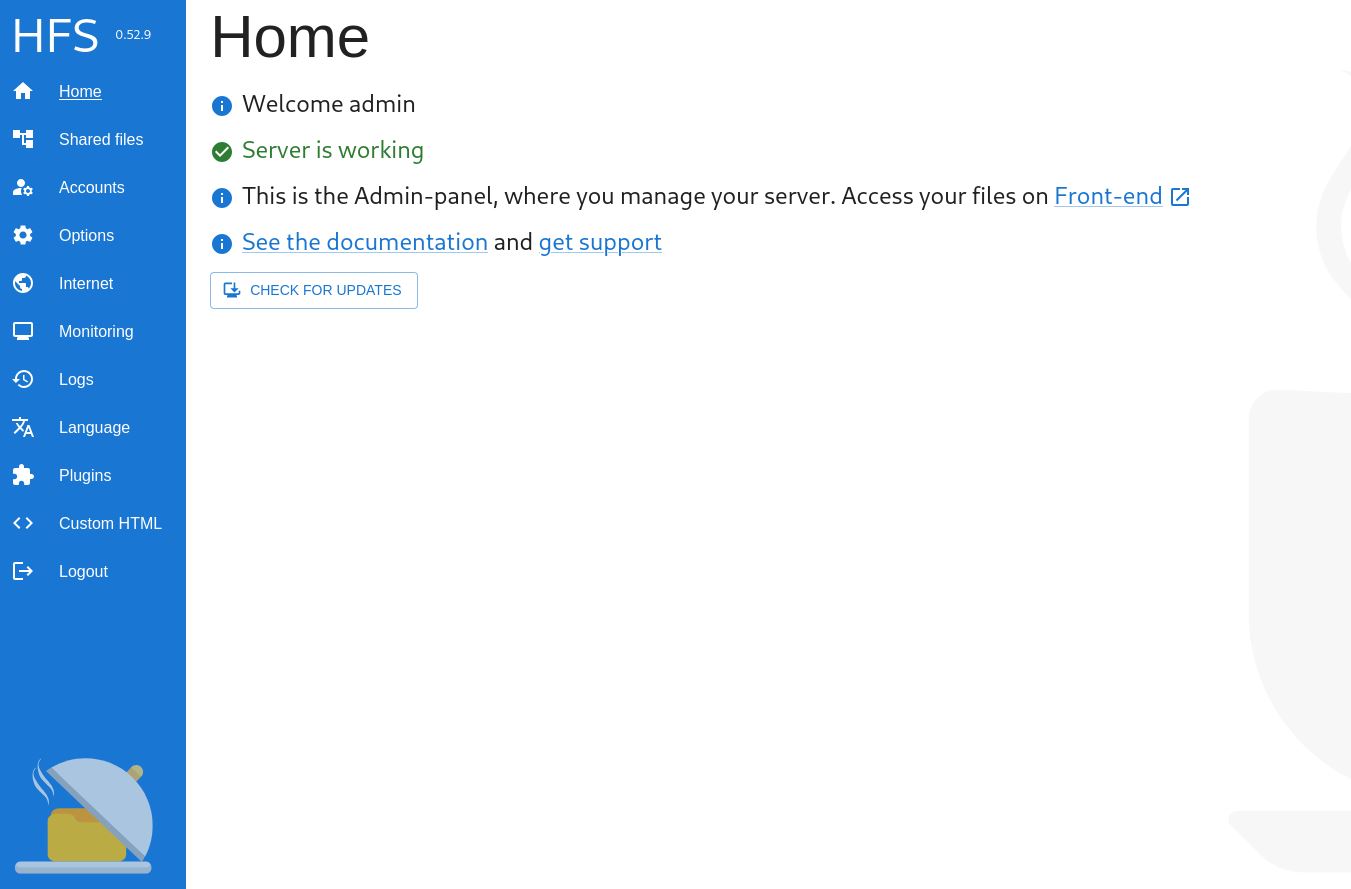 HFS 0.52.9
Home
Shared files
Accounts
Options
Internet
Monitoring
Logs
Language
Plugins
Custom HTML
Logout
Home
Welcome admin
Server is working
This is the Admin-panel, where you manage your server. Access your files on Front-end
See the documentation and get support
CHECK FOR UPDATES